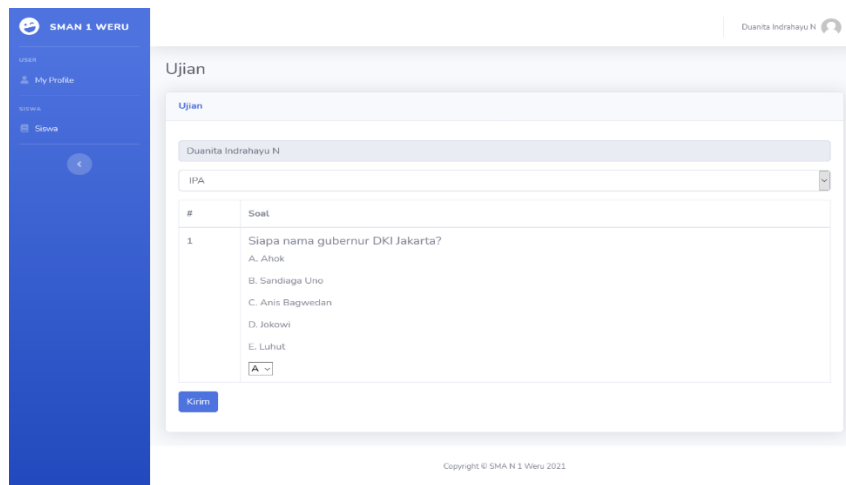 SMAN 1 WERU
Duanita Indrahayu N
USER
My Profile
SISWA
Siswa
Ujian
Ujian
Duanita Indrahayu N
IPA
# Soal
1 Siapa nama gubernur DKI Jakarta?
A. Ahok
B. Sandiaga Uno
C. Anis Bagwedan
D. Jokowi
E. Luhut
A
Kirim
Copyright © SMA N 1 Weru 2021